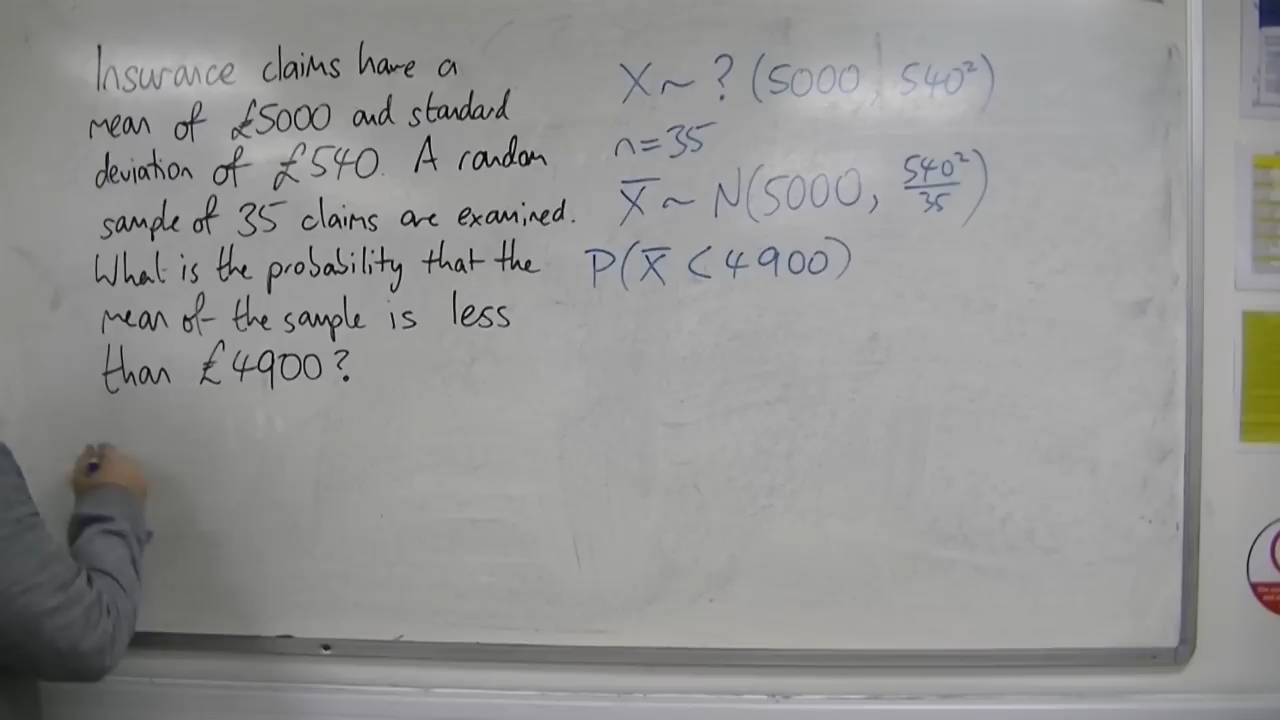 Insurance claims have a
mean of £5000 and standard
deviation of £540. A random
sample of 35 claims are examined.
What is the probability that the
mean of the sample is less
than £4900?
X ~ ? (5000, 540²)
n = 35
X̅ ~ N(5000, 540²/35)
P(X̅ < 4900)